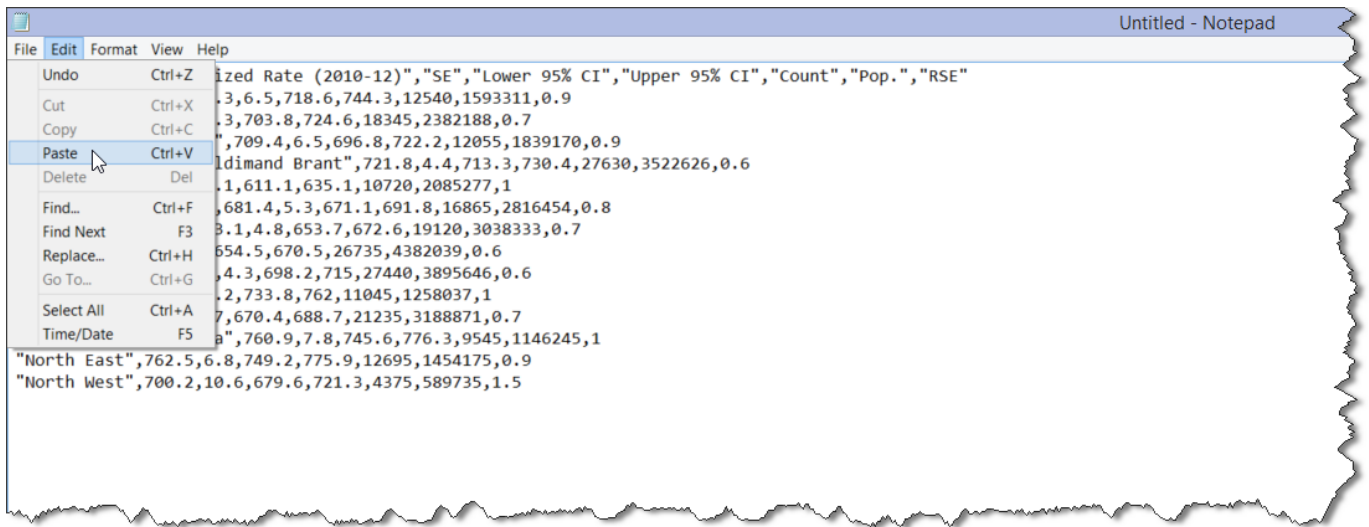 Untitled - Notepad
File Edit Format View Help
Undo Ctrl+Z
Cut Ctrl+X
Copy Ctrl+C
Paste Ctrl+V
Delete Del
Find... Ctrl+F
Find Next F3
Replace... Ctrl+H
Go To... Ctrl+G
Select All Ctrl+A
Time/Date F5
ized Rate (2010-12)","SE","Lower 95% CI","Upper 95% CI","Count","Pop.","RSE"
.3,6.5,718.6,744.3,12540,1593311,0.9
.3,703.8,724.6,18345,2382188,0.7
",709.4,6.5,696.8,722.2,12055,1839170,0.9
ldimand Brant",721.8,4.4,713.3,730.4,27630,3522626,0.6
.1,611.1,635.1,10720,2085277,1
,681.4,5.3,671.1,691.8,16865,2816454,0.8
3.1,4.8,653.7,672.6,19120,3038333,0.7
654.5,670.5,26735,4382039,0.6
,4.3,698.2,715,27440,3895646,0.6
.2,733.8,762,11045,1258037,1
7,670.4,688.7,21235,3188871,0.7
a",760.9,7.8,745.6,776.3,9545,1146245,1
"North East",762.5,6.8,749.2,775.9,12695,1454175,0.9
"North West",700.2,10.6,679.6,721.3,4375,589735,1.5